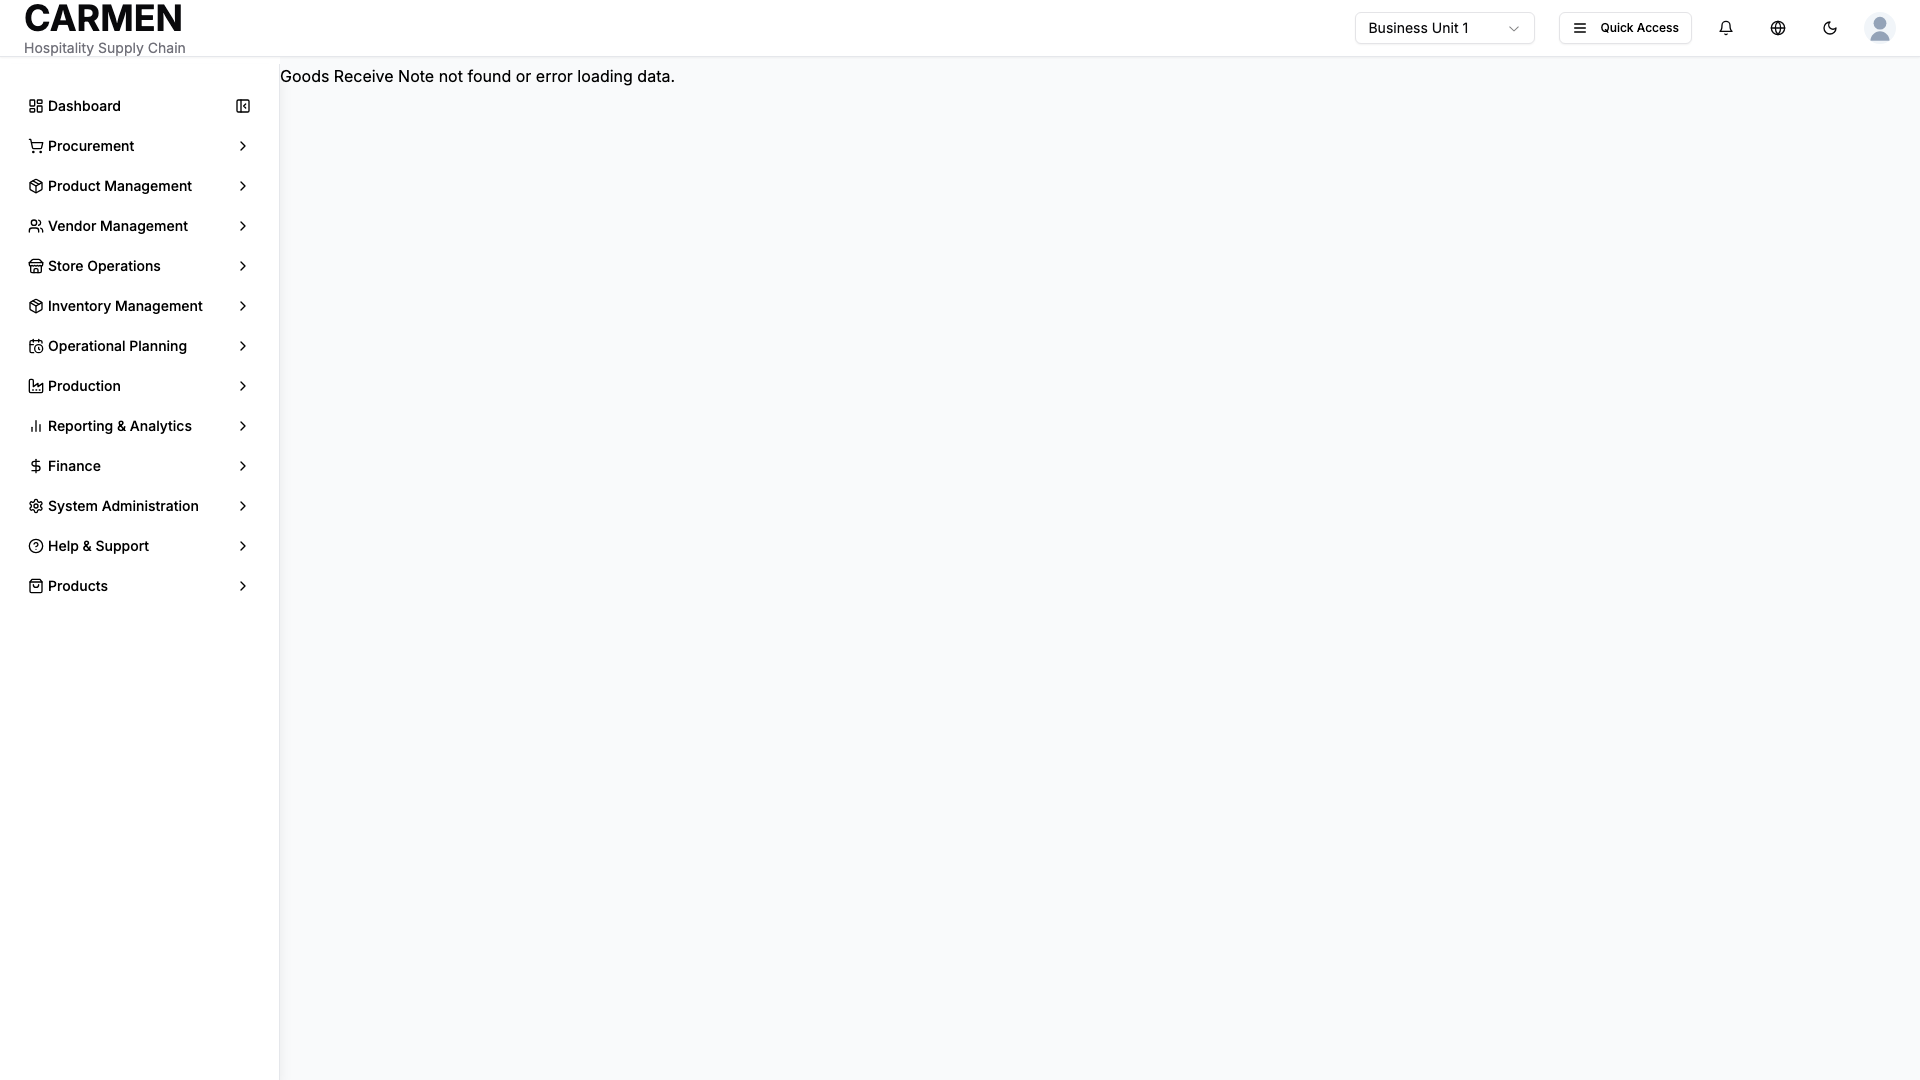 CARMEN
Hospitality Supply Chain
Business Unit 1
Quick Access
Goods Receive Note not found or error loading data.
Dashboard
Procurement
Product Management
Vendor Management
Store Operations
Inventory Management
Operational Planning
Production
Reporting & Analytics
Finance
System Administration
Help & Support
Products